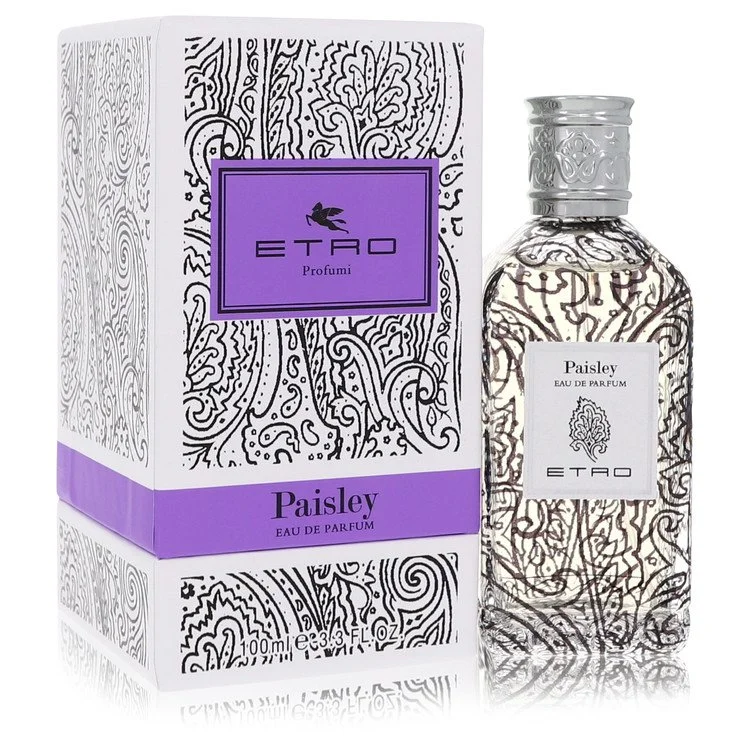 ETRO
Profumi
Paisley
EAU DE PARFUM
100ml e 3.3 FL.OZ.
Paisley
EAU DE PARFUM
ETRO